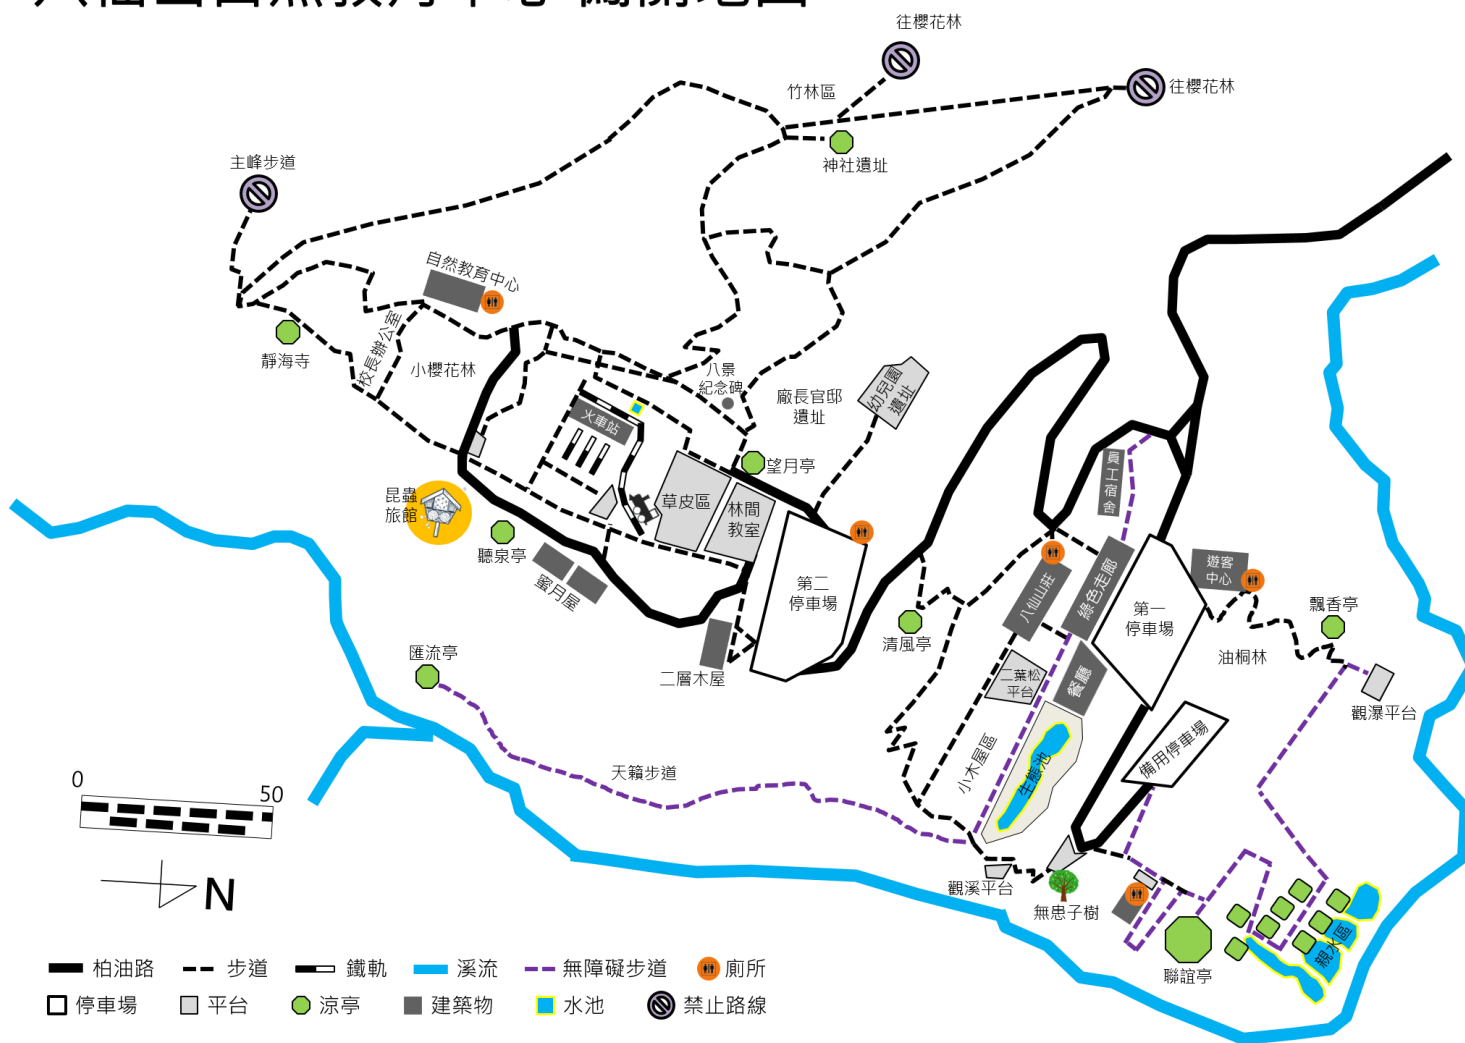 往櫻花林
竹林區
往櫻花林
神社遺址
主峰步道
自然教育中心
校長辦公室
靜海寺
小櫻花林
八景
紀念碑
廠長官邸
遺址
幼兒園
遺址
火車站
望月亭
員工宿舍
昆蟲
旅館
草皮區
林間
教室
聽泉亭
蜜月屋
第二
停車場
八仙山莊
綠色走廊
第一
停車場
遊客
中心
飄香亭
清風亭
油桐林
匯流亭
二層木屋
二葉松
平台
餐廳
觀瀑平台
天籟步道
小木屋區
生態池
備用停車場
0
50
N
觀溪平台
無患子樹
聯誼亭
親水區
柏油路
步道
鐵軌
溪流
無障礙步道
廁所
停車場
平台
涼亭
建築物
水池
禁止路線